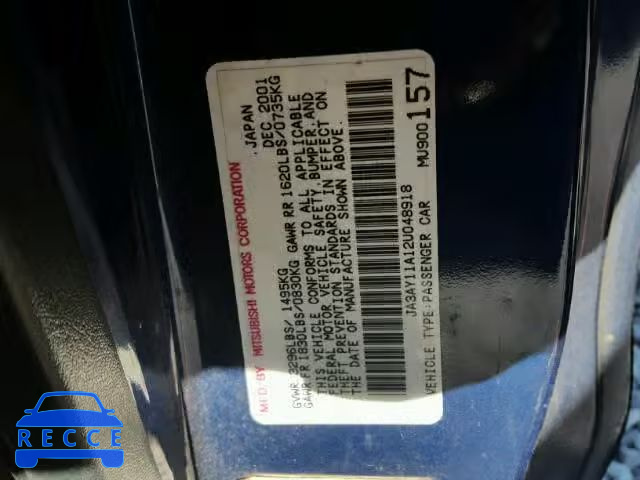 MFD.BY MITSUBISHI MOTORS CORPORATION
JAPAN
DEC 2001
GVWR 3296LBS/ 1495KG
GAWR FR 1830LBS/0830KG GAWR RR 1620LBS/0735KG
THIS VEHICLE CONFORMS TO ALL APPLICABLE
FEDERAL MOTOR VEHICLE SAFETY, BUMPER, AND
THEFT PREVENTION STANDARDS IN EFFECT ON
THE DATE OF MANUFACTURE SHOWN ABOVE.
JA3AY11A12U048918
VEHICLE TYPE:PASSENGER CAR
MU900157
RECCE